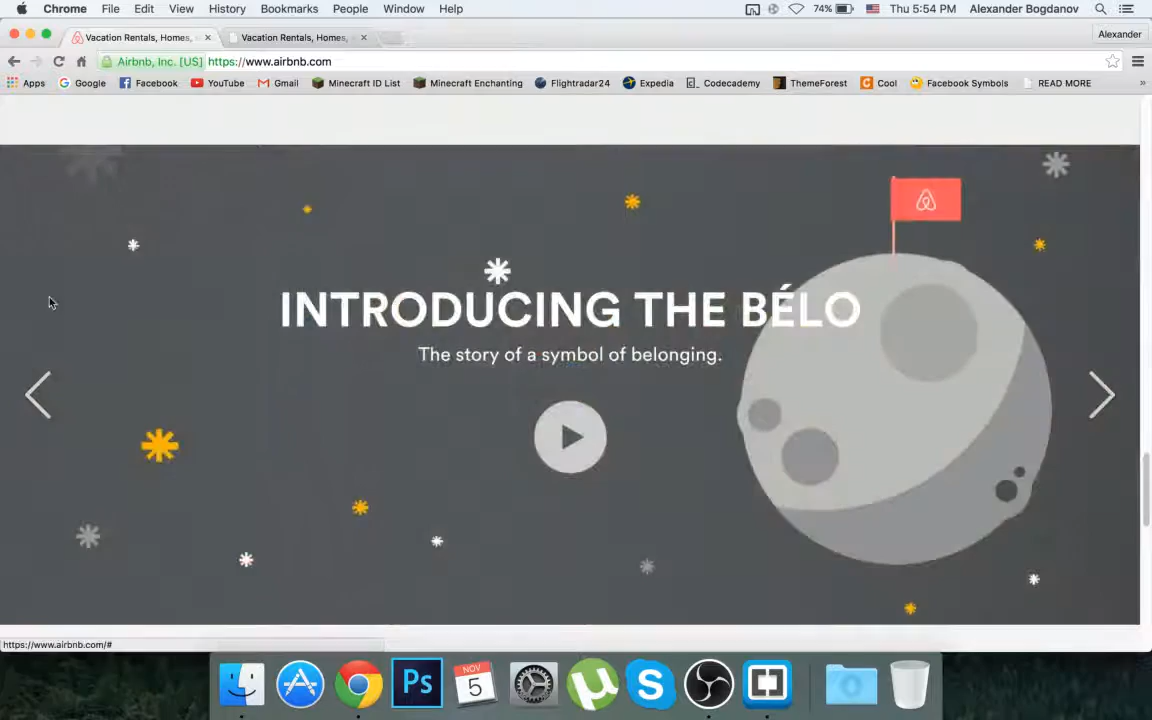 Chrome File Edit View History Bookmarks People Window Help 74% Thu 5:54 PM Alexander Bogdanov
Vacation Rentals, Homes, Vacation Rentals, Homes, Alexander
Airbnb, Inc. [US] https://www.airbnb.com
Apps Google Facebook YouTube Gmail Minecraft ID List Minecraft Enchanting Flightradar24 Expedia Codecademy ThemeForest Cool Facebook Symbols READ MORE »
INTRODUCING THE BÉLO
The story of a symbol of belonging.
https://www.airbnb.com/#
Ps
NOV
5